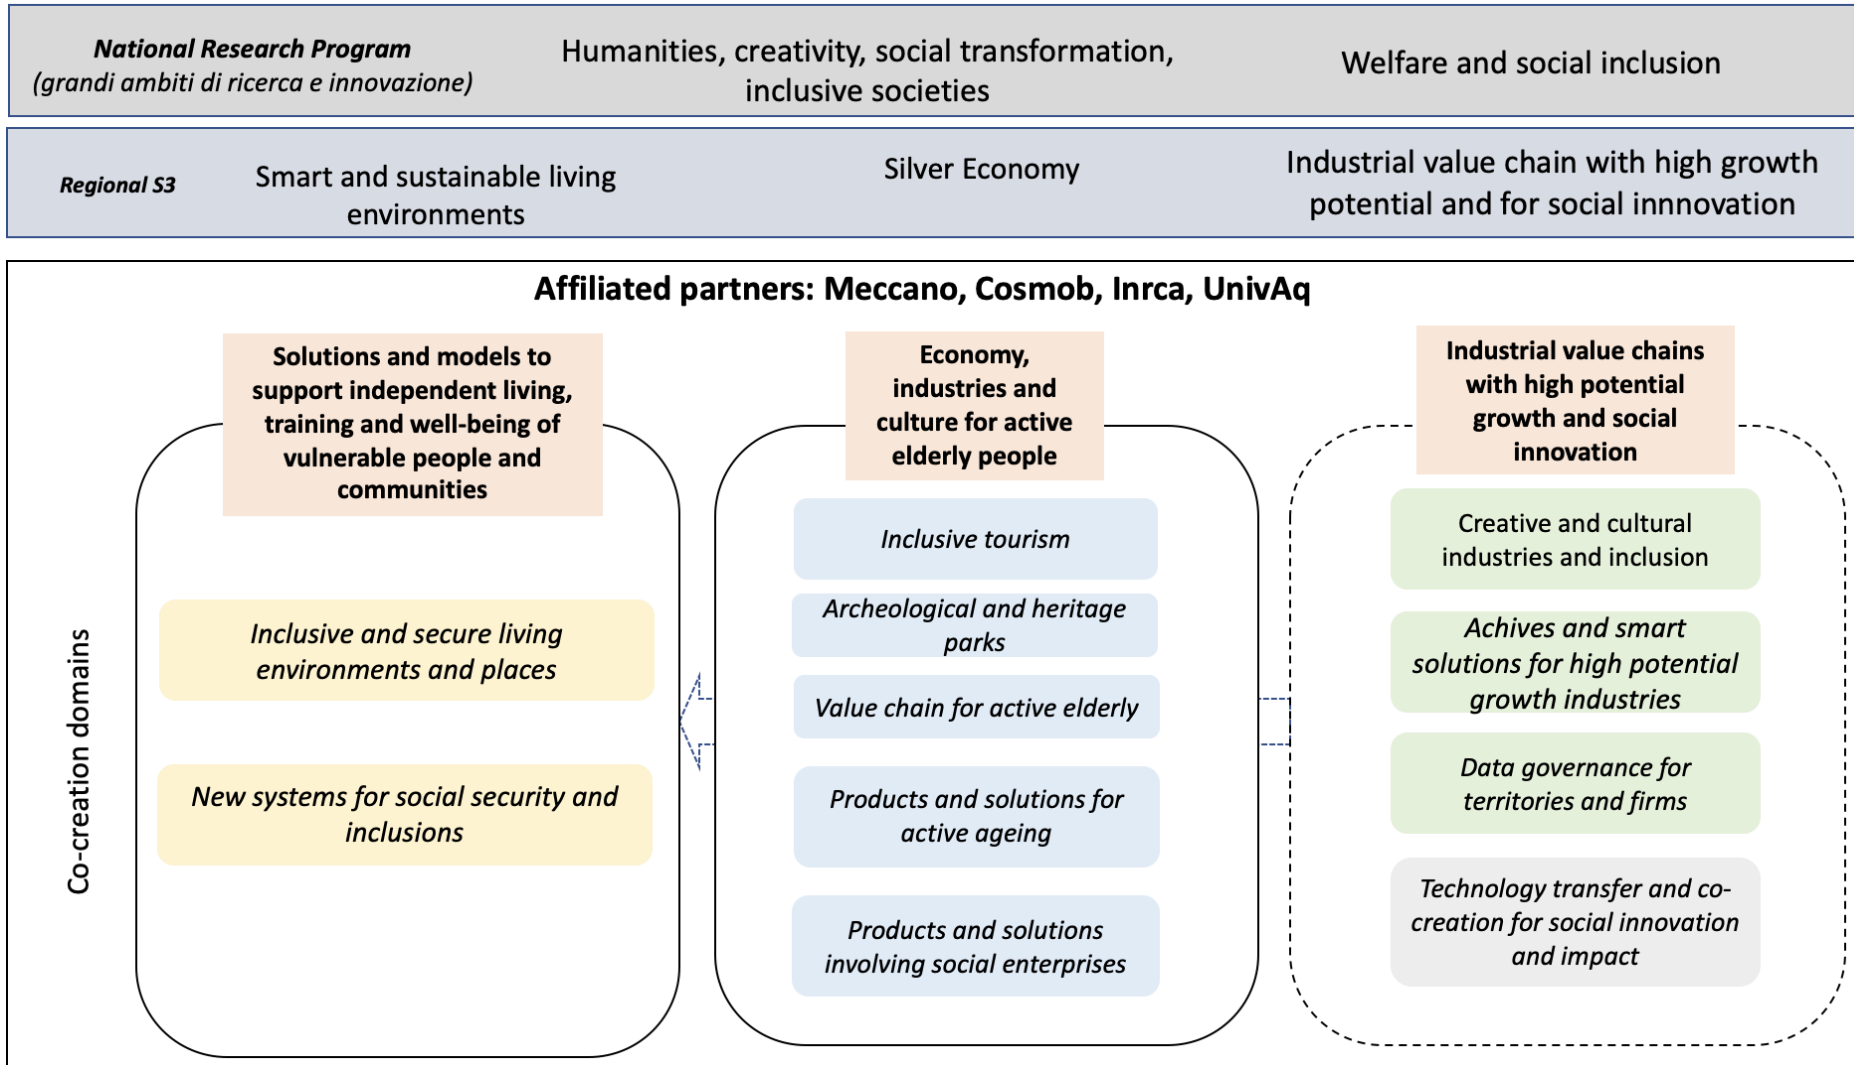 National Research Program
(grandi ambiti di ricerca e innovazione)
Humanities, creativity, social transformation,
inclusive societies
Welfare and social inclusion
Regional S3
Smart and sustainable living
environments
Silver Economy
Industrial value chain with high growth
potential and for social innnovation
Affiliated partners: Meccano, Cosmob, Inrca, UnivAq
Co-creation domains
Solutions and models to
support independent living,
training and well-being of
vulnerable people and
communities
Inclusive and secure living
environments and places
New systems for social security and
inclusions
Economy,
industries and
culture for active
elderly people
Inclusive tourism
Archeological and heritage
parks
Value chain for active elderly
Products and solutions for
active ageing
Products and solutions
involving social enterprises
Industrial value chains
with high potential
growth and social
innovation
Creative and cultural
industries and inclusion
Achives and smart
solutions for high potential
growth industries
Data governance for
territories and firms
Technology transfer and co-
creation for social innovation
and impact